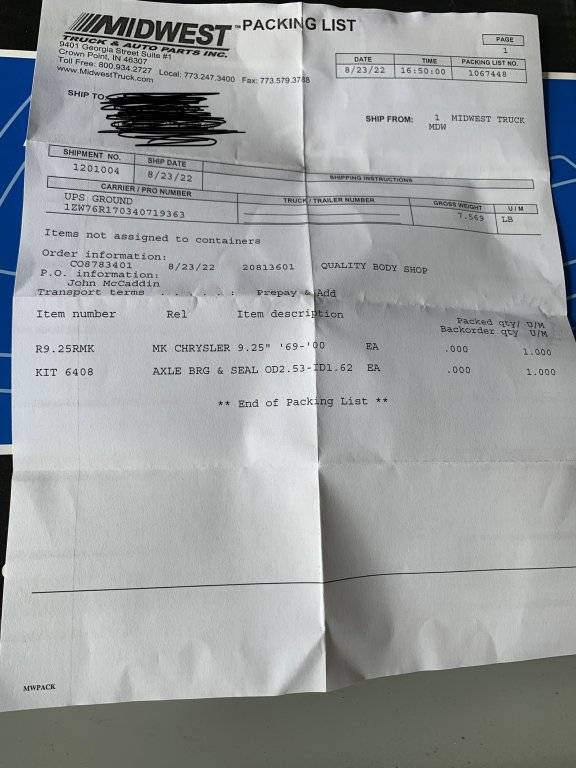 MIDWEST™ PACKING LIST
TRUCK & AUTO PARTS INC.
9401 Georgia Street Suite #1
Crown Point, IN 46307
Toll Free: 800.934.2727 Local: 773.247.3400 Fax: 773.579.3788
www.MidwestTruck.com
PAGE
1
DATE TIME PACKING LIST NO.
8/23/22 16:50:00 1067448
SHIP TO:
SHIP FROM: 1 MIDWEST TRUCK
MDW
SHIPMENT NO. SHIP DATE SHIPPING INSTRUCTIONS
1201004 8/23/22
CARRIER / PRO NUMBER TRUCK / TRAILER NUMBER GROSS WEIGHT U / M
UPS GROUND 7.569 LB
1ZW76R170340719363
Items not assigned to containers
Order information:
CO8783401 8/23/22 20813601 QUALITY BODY SHOP
P.O. information:
John McCaddin
Transport terms . . . . . : Prepay & Add
Item number Rel Item description Packed qty/ U/M
Backorder qty U/M
R9.25RMK MK CHRYSLER 9.25" '69-'00 EA .000 1.000
KIT 6408 AXLE BRG & SEAL OD2.53-ID1.62 EA .000 1.000
** End of Packing List **
MWPACK